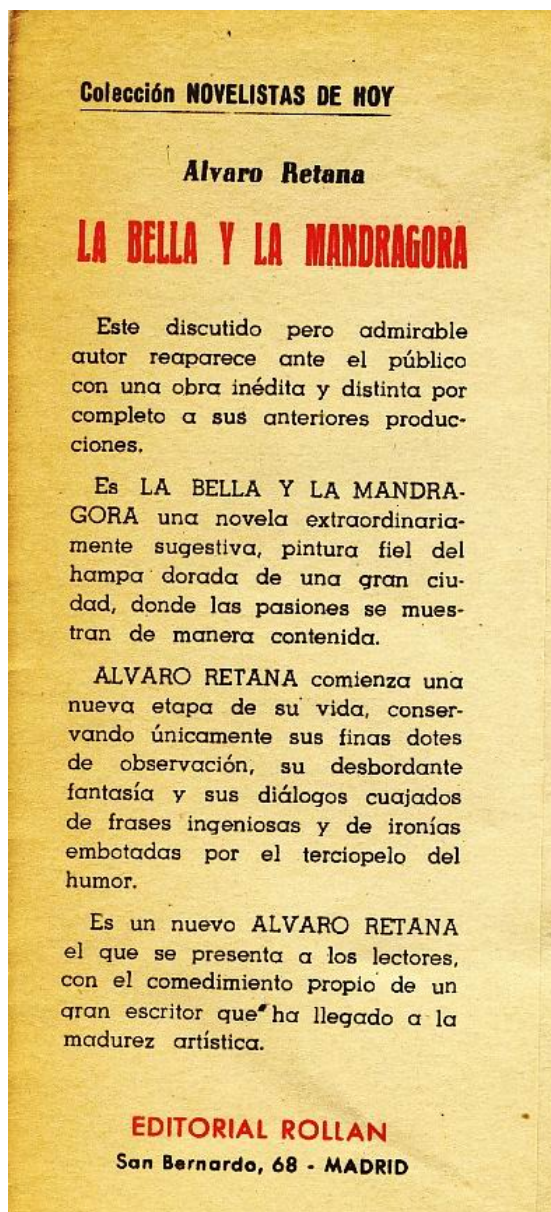 Colección NOVELISTAS DE HOY
Alvaro Retana
LA BELLA Y LA MANDRAGORA
Este discutido pero admirable
autor reaparece ante el público
con una obra inédita y distinta por
completo a sus anteriores produc-
ciones.
Es LA BELLA Y LA MANDRA-
GORA una novela extraordinaria-
mente sugestiva, pintura fiel del
hampa dorada de una gran ciu-
dad, donde las pasiones se mues-
tran de manera contenida.
ALVARO RETANA comienza una
nueva etapa de su vida, conser-
vando únicamente sus finas dotes
de observación, su desbordante
fantasía y sus diálogos cuajados
de frases ingeniosas y de ironías
embotadas por el terciopelo del
humor.
Es un nuevo ALVARO RETANA
el que se presenta a los lectores,
con el comedimiento propio de un
gran escritor que ha llegado a la
madurez artística.
EDITORIAL ROLLAN
San Bernardo, 68 - MADRID